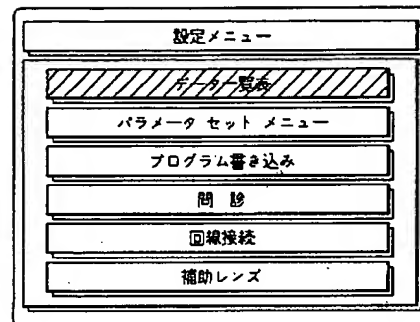 設定メニュー
データ一覧表
パラメータ セット メニュー
プログラム書き込み
問 診
回線接続
補助レンズ